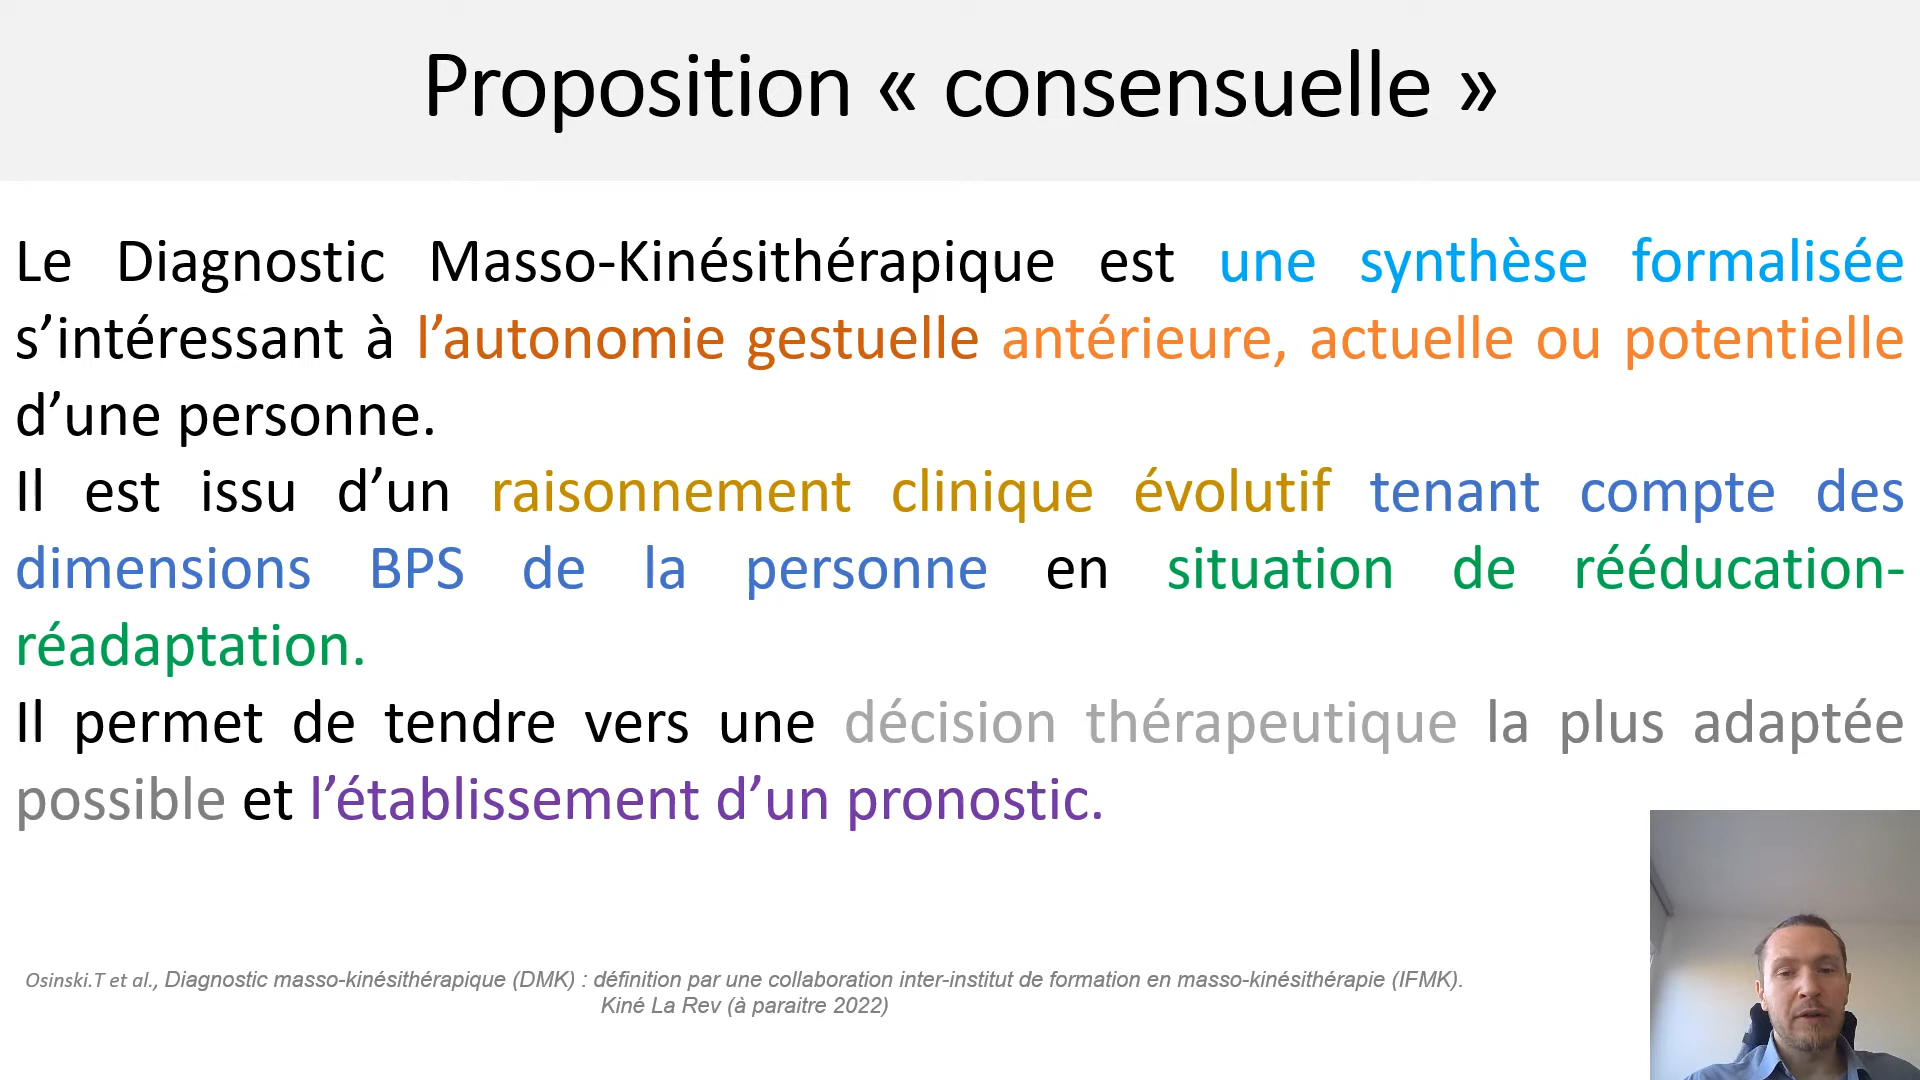 Proposition « consensuelle »
Le Diagnostic Masso-Kinésithérapique est une synthèse formalisée
s’intéressant à l’autonomie gestuelle antérieure, actuelle ou potentielle
d’une personne.
Il est issu d’un raisonnement clinique évolutif tenant compte des
dimensions BPS de la personne en situation de rééducation-
réadaptation.
Il permet de tendre vers une décision thérapeutique la plus adaptée
possible et l’établissement d’un pronostic.
Osinski.T et al., Diagnostic masso-kinésithérapique (DMK) : définition par une collaboration inter-institut de formation en masso-kinésithérapie (IFMK).
Kiné La Rev (à paraitre 2022)